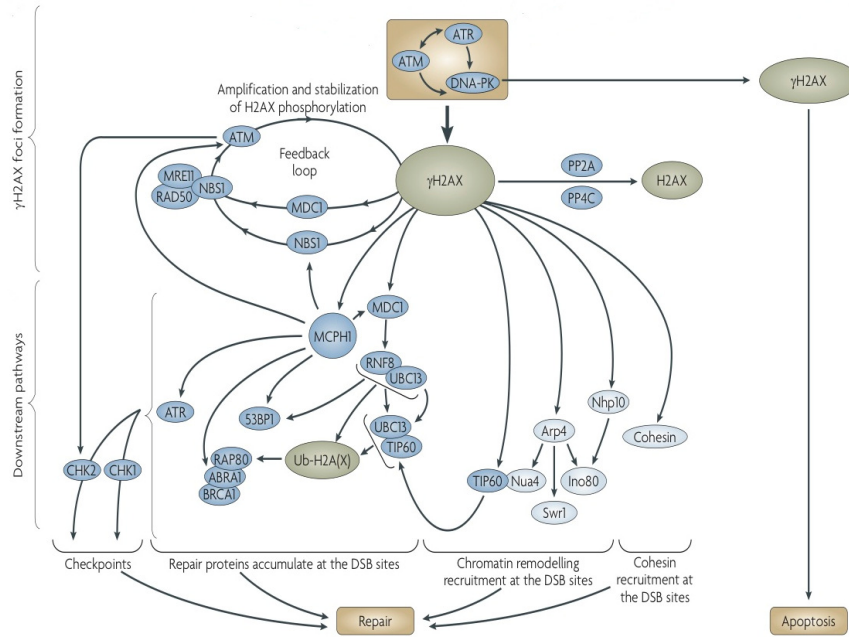 ATR
ATM
DNA-PK
γH2AX
Amplification and stabilization
of H2AX phosphorylation
ATM
Feedback
loop
MRE11
RAD50
NBS1
MDC1
NBS1
γH2AX
PP2A
PP4C
H2AX
γH2AX foci formation
Downstream pathways
MCPH1
MDC1
RNF8
UBC13
ATR
53BP1
UBC13
TIP60
Ub-H2A(X)
RAP80
ABRA1
BRCA1
CHK2
CHK1
TIP60
Nua4
Arp4
Swr1
Ino80
Nhp10
Cohesin
Checkpoints
Repair proteins accumulate at the DSB sites
Chromatin remodelling
recruitment at the DSB sites
Cohesin
recruitment at
the DSB sites
Repair
Apoptosis